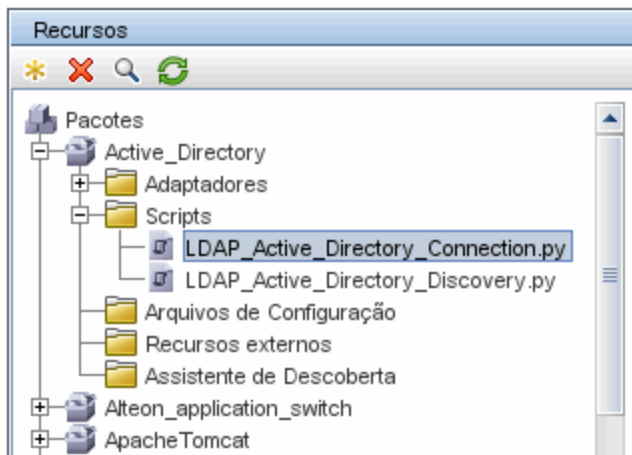 Recursos
Pacotes
Active_Directory
Adaptadores
Scripts
LDAP_Active_Directory_Connection.py
LDAP_Active_Directory_Discovery.py
Arquivos de Configuração
Recursos externos
Assistente de Descoberta
Alteon_application_switch
ApacheTomcat